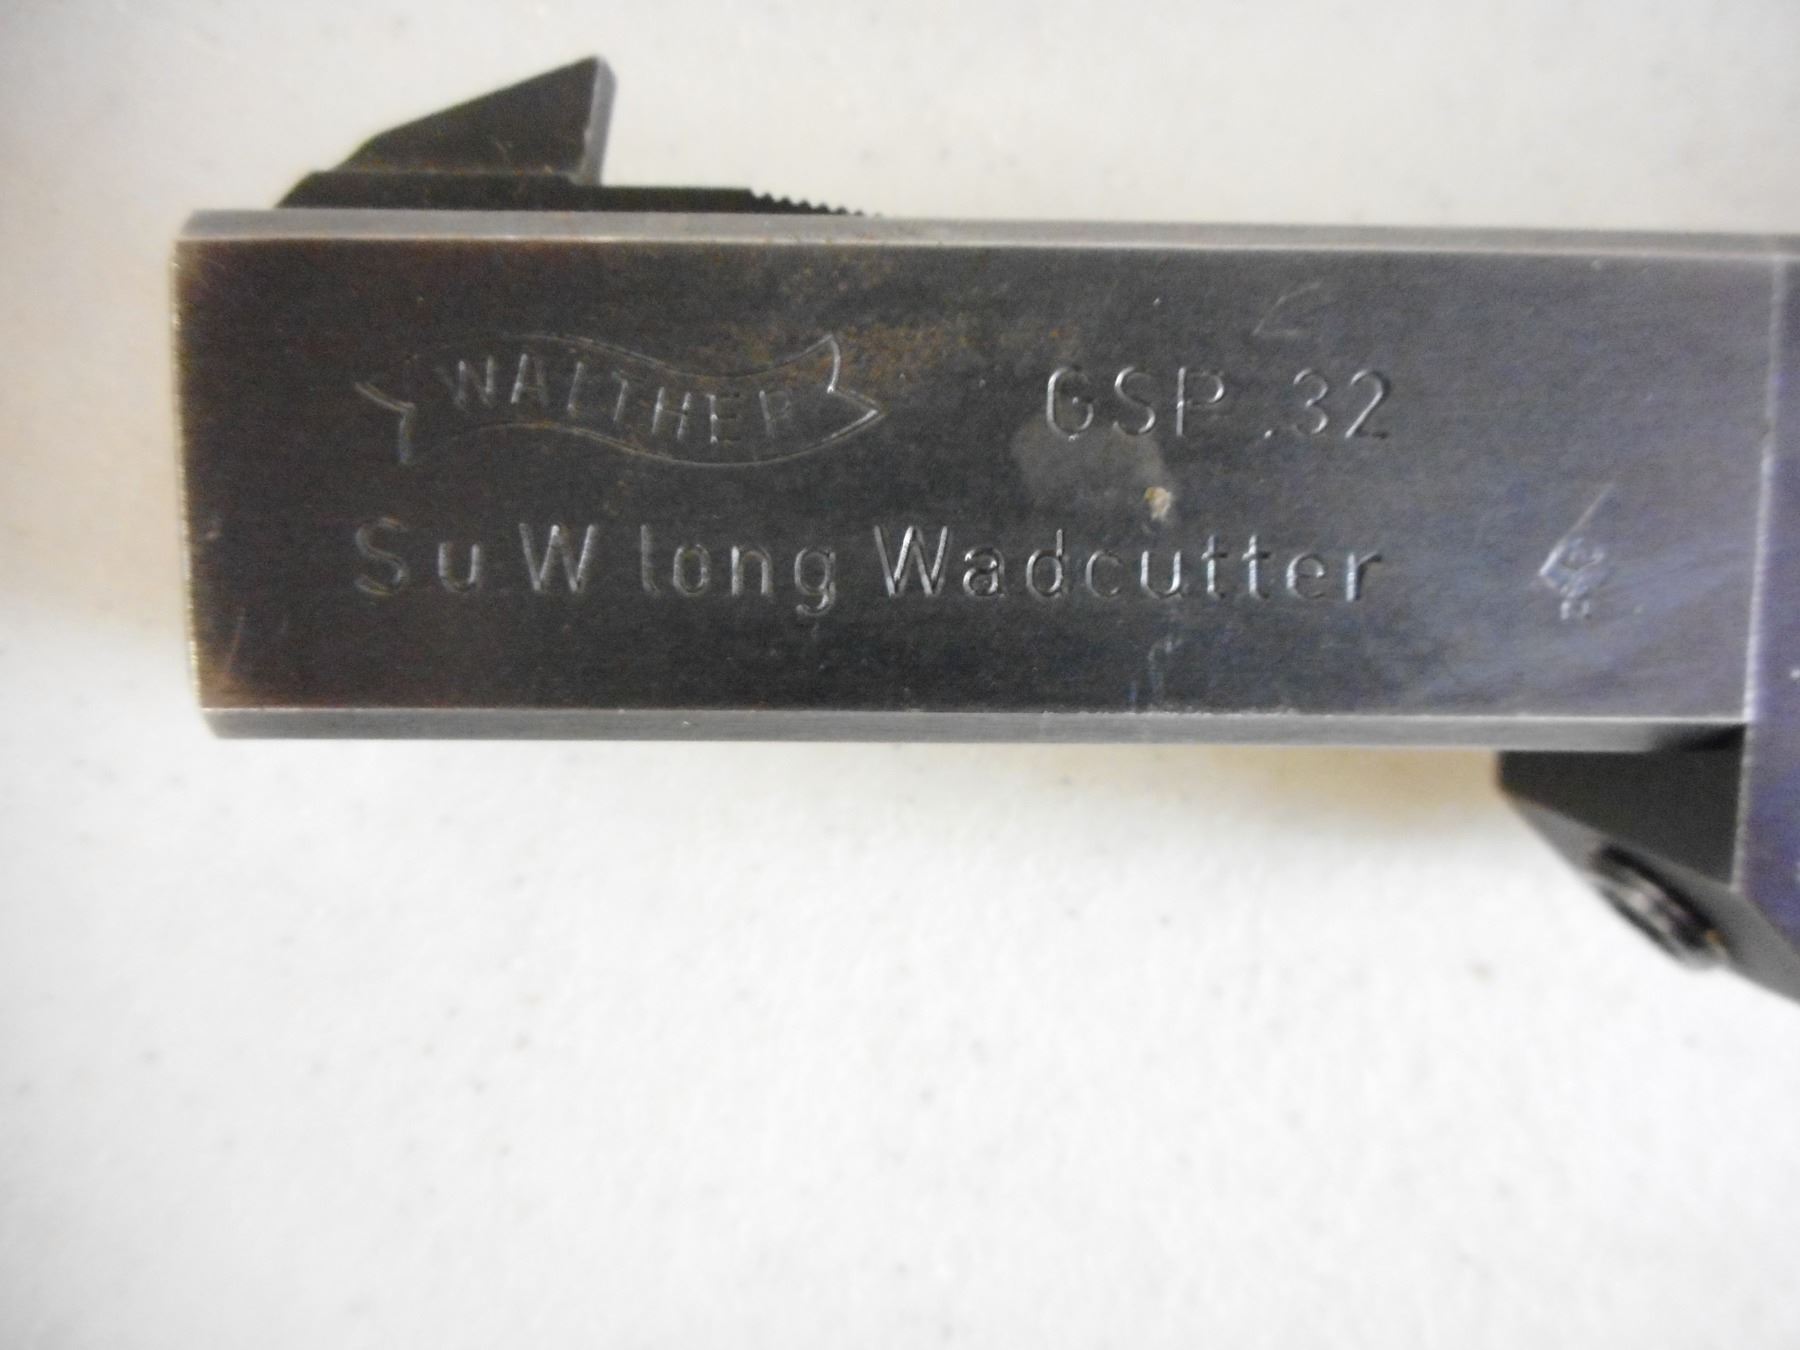 WALTHER GSP .32
S u W long Wadcutter